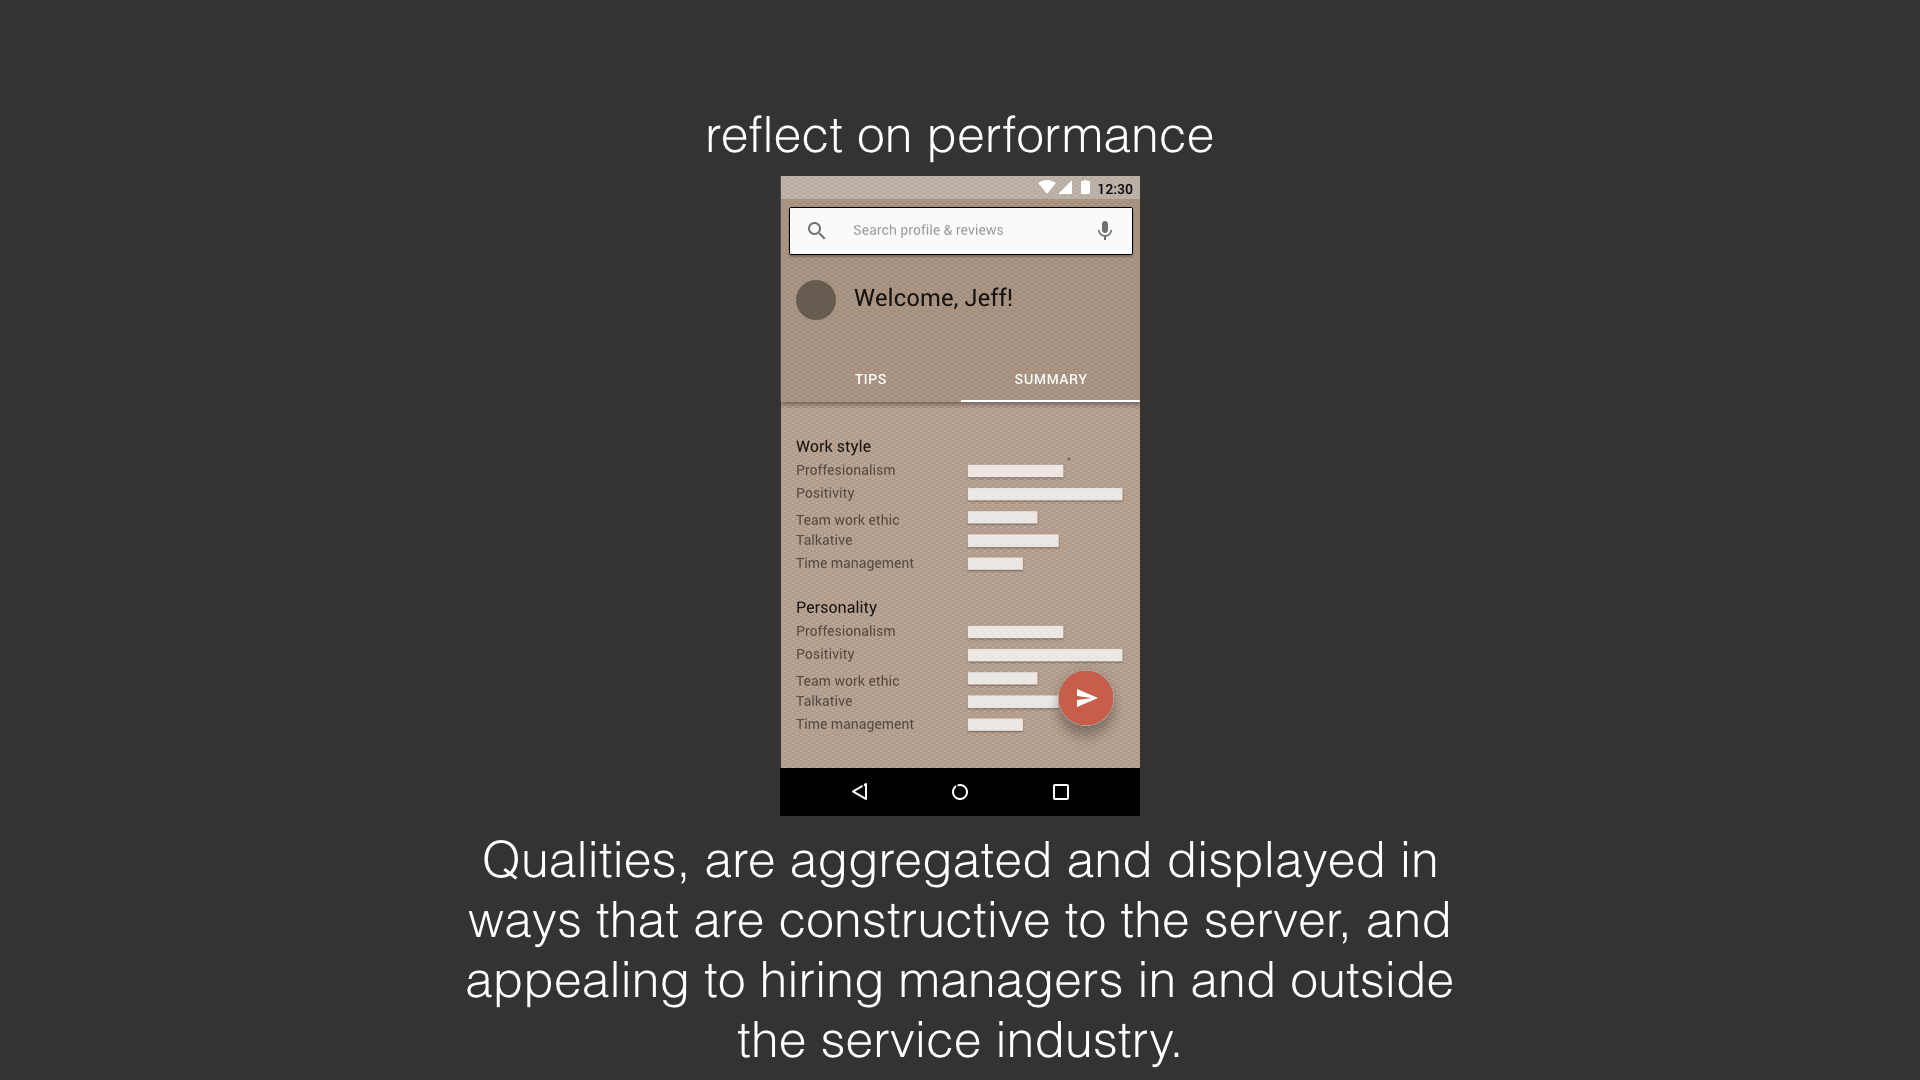 reflect on performance
12:30
Search profile & reviews
Welcome, Jeff!
TIPS SUMMARY
Work style
Proffesionalism
Positivity
Team work ethic
Talkative
Time management
Personality
Proffesionalism
Positivity
Team work ethic
Talkative
Time management
Qualities, are aggregated and displayed in
ways that are constructive to the server, and
appealing to hiring managers in and outside
the service industry.